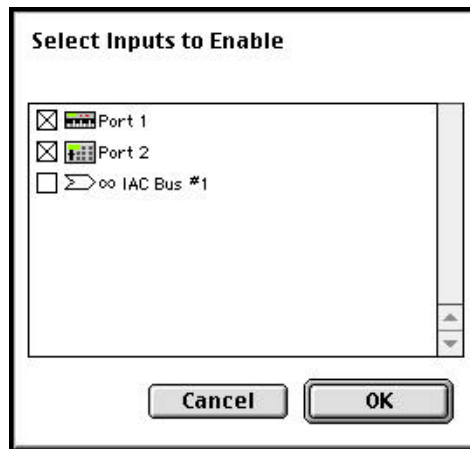 Select Inputs to Enable
Port 1
Port 2
∞ IAC Bus #1
Cancel OK